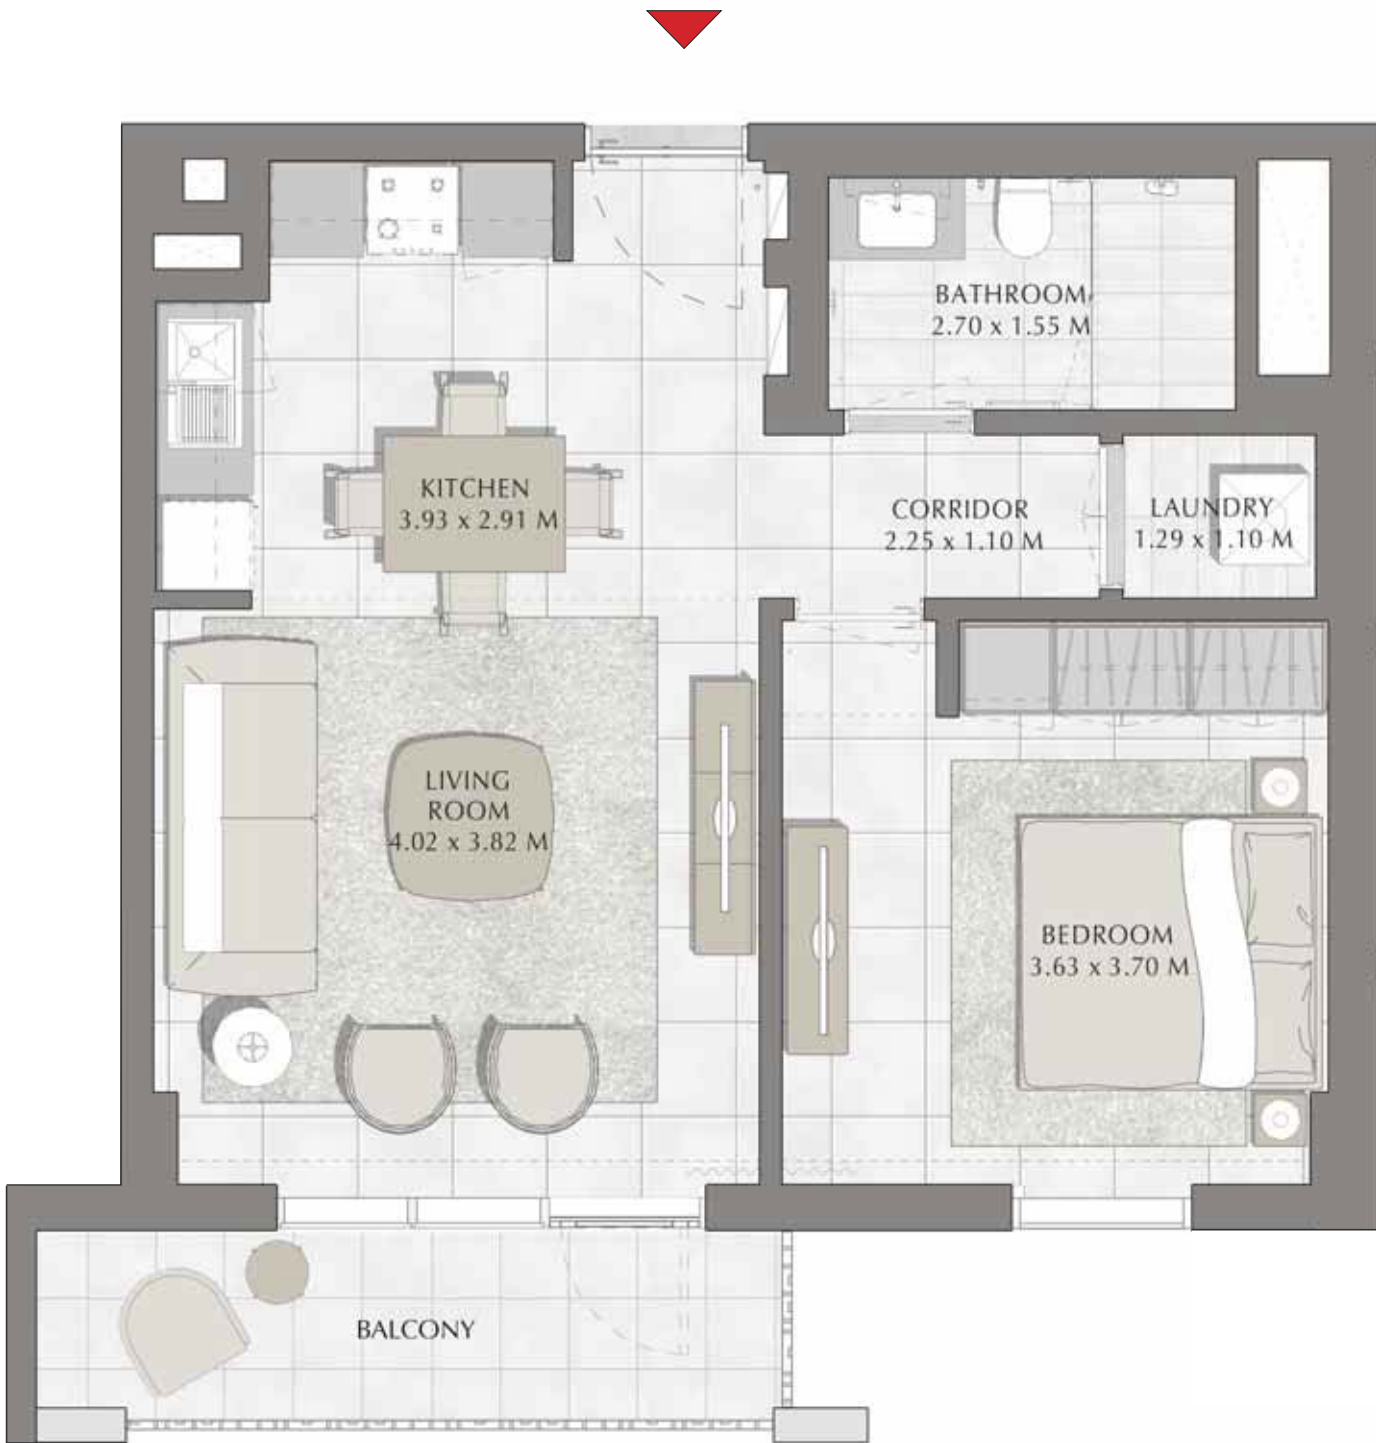 BATHROOM
2.70 x 1.55 M
KITCHEN
3.93 x 2.91 M
CORRIDOR
2.25 x 1.10 M
LAUNDRY
1.29 x 1.10 M
LIVING
ROOM
4.02 x 3.82 M
BEDROOM
3.63 x 3.70 M
BALCONY